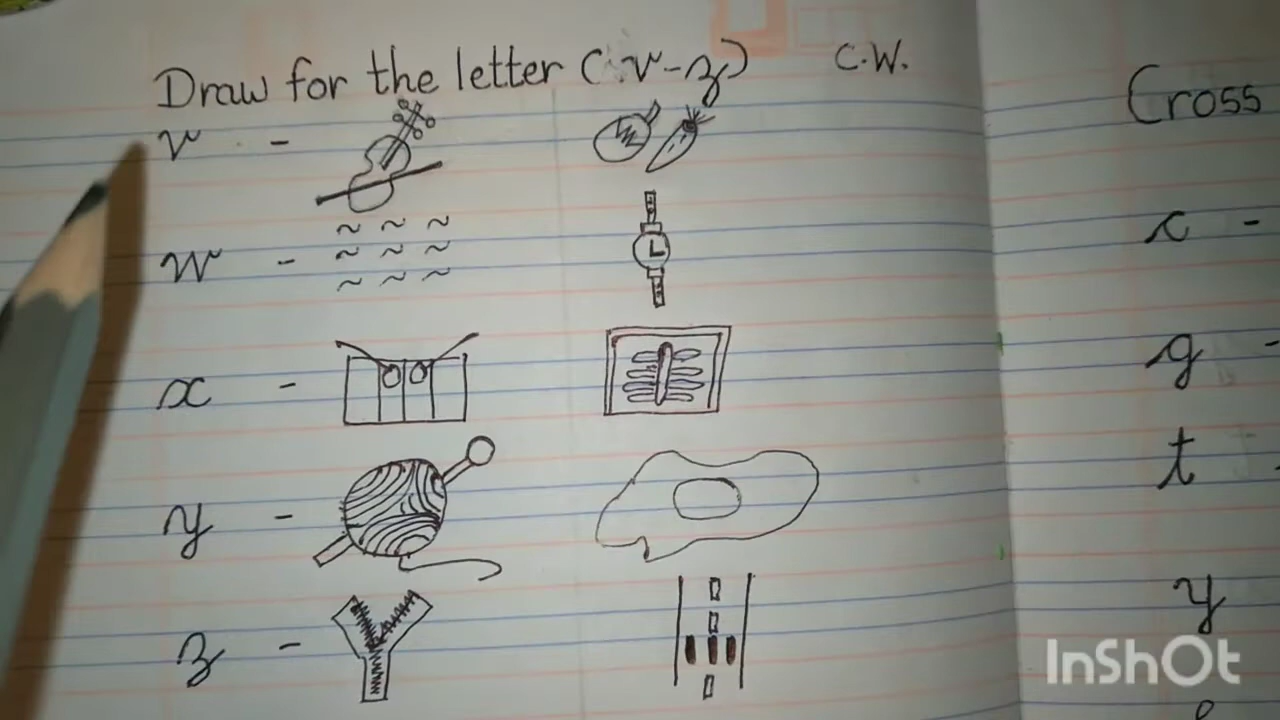 Draw for the letter (v-z) C.W.
v -
w -
x -
y -
z -
Cross
x -
g -
t -
y
InShOt